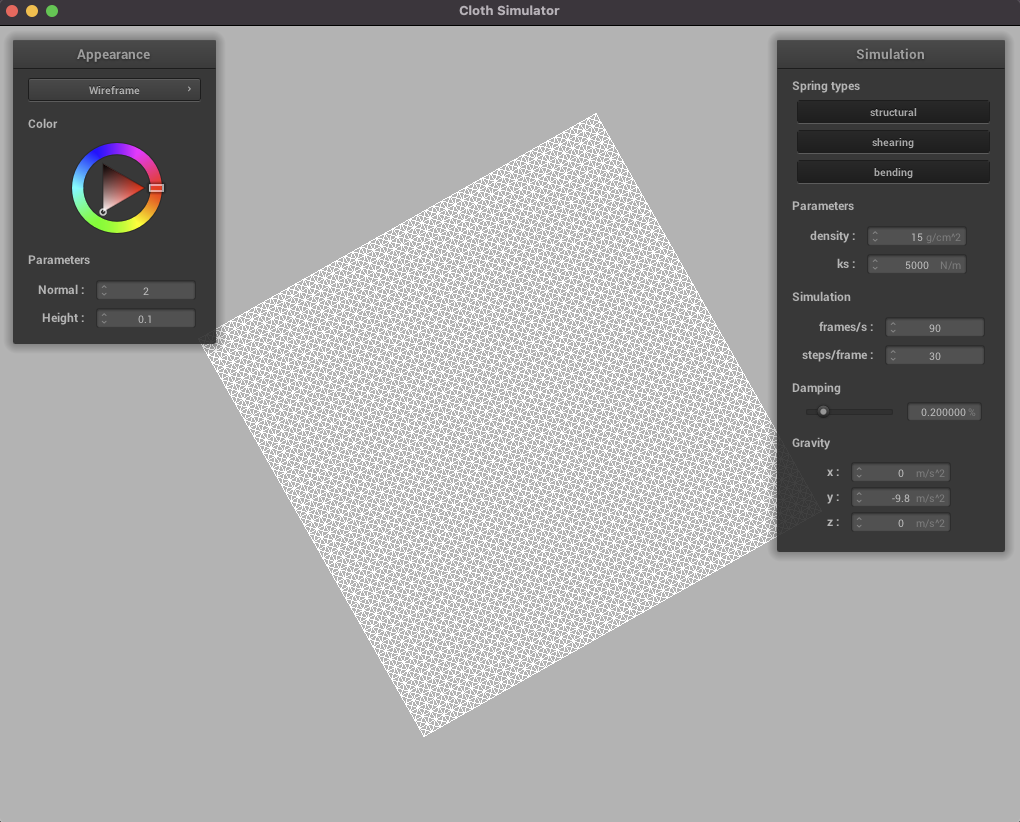 Cloth Simulator
Appearance
Wireframe
Color
Parameters
Normal : 2
Height : 0.1
Simulation
Spring types
structural
shearing
bending
Parameters
density : 15 g/cm^2
ks : 5000 N/m
Simulation
frames/s : 90
steps/frame : 30
Damping
0.200000 %
Gravity
x : 0 m/s^2
y : -9.8 m/s^2
z : 0 m/s^2